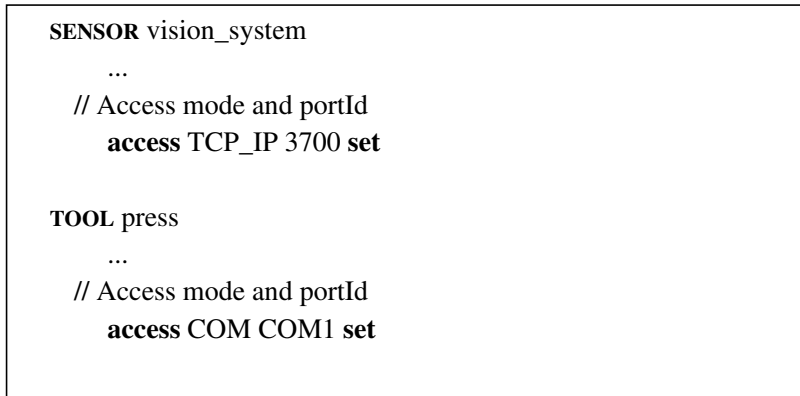 SENSOR vision_system
...
// Access mode and portId
access TCP_IP 3700 set
TOOL press
...
// Access mode and portId
access COM COM1 set